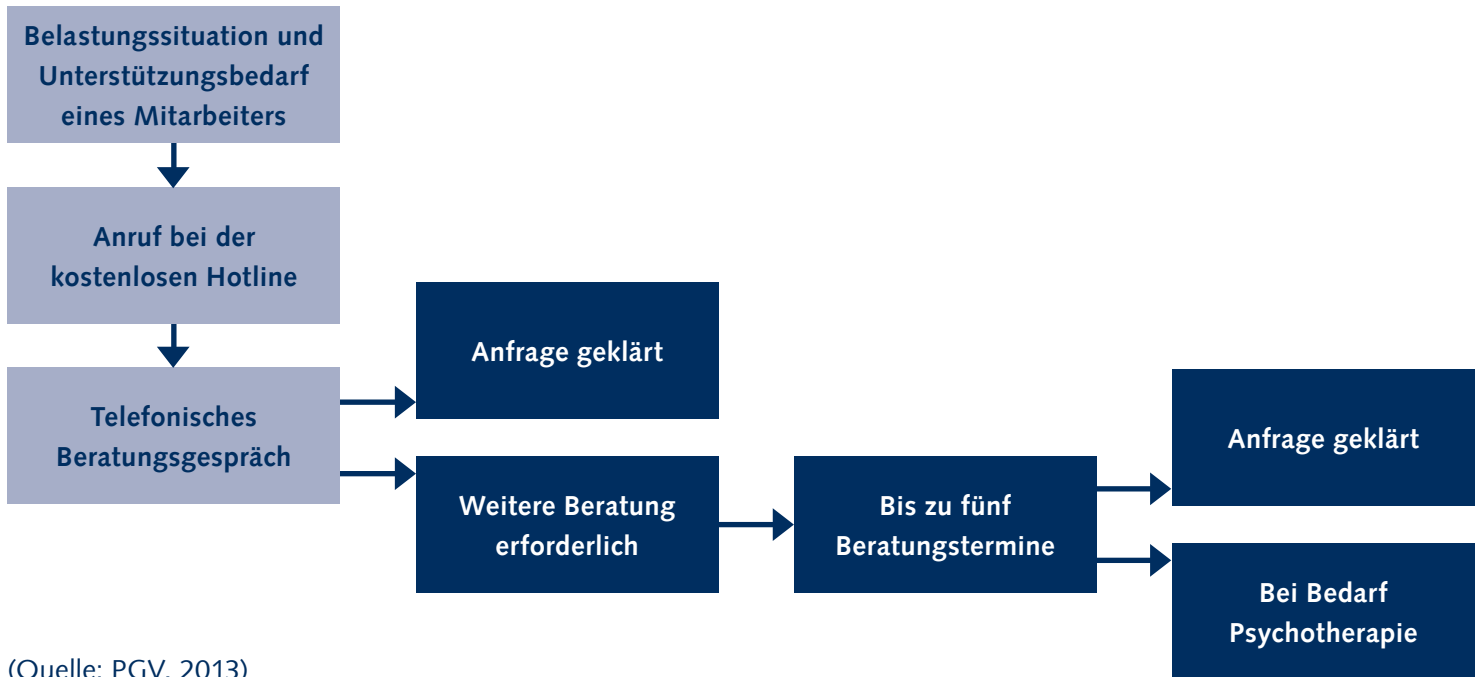 Belastungssituation und
Unterstützungsbedarf
eines Mitarbeiters
Anruf bei der
kostenlosen Hotline
Telefonisches
Beratungsgespräch
Anfrage geklärt
Weitere Beratung
erforderlich
Bis zu fünf
Beratungstermine
Anfrage geklärt
Bei Bedarf
Psychotherapie
(Quelle: PGV, 2013)